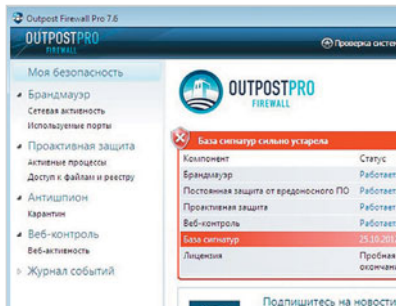 Outpost Firewall Pro 7.6
OUTPOSTPRO
FIREWALL
Проверка систем
Моя безопасность
Брандмауэр
Сетевая активность
Используемые порты
Проактивная защита
Активные процессы
Доступ к файлам и реестру
Антишпион
Карантин
Веб-контроль
Веб-активность
Журнал событий
OUTPOSTPRO
FIREWALL
База сигнатур сильно устарела
Компонент Статус
Брандмауэр Работает
Постоянная защита от вредоносного ПО Работает
Проактивная защита Работает
Веб-контроль Работает
База сигнатур 25.10.201
Лицензия Пробная
окончани
Подпишитесь на новости